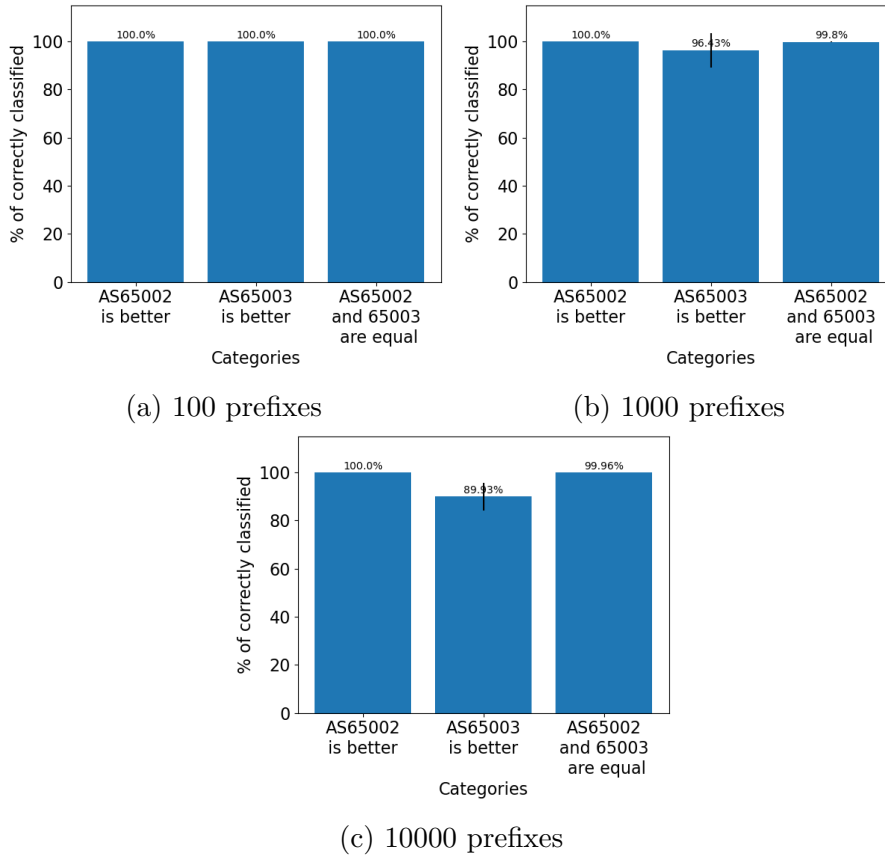 % of correctly classified
100
80
60
40
20
0
100.0%
100.0%
100.0%
AS65002
is better
AS65003
is better
AS65002
and 65003
are equal
Categories
(a) 100 prefixes
% of correctly classified
100
80
60
40
20
0
100.0%
96.43%
99.8%
AS65002
is better
AS65003
is better
AS65002
and 65003
are equal
Categories
(b) 1000 prefixes
% of correctly classified
100
80
60
40
20
0
100.0%
89.93%
99.96%
AS65002
is better
AS65003
is better
AS65002
and 65003
are equal
Categories
(c) 10000 prefixes